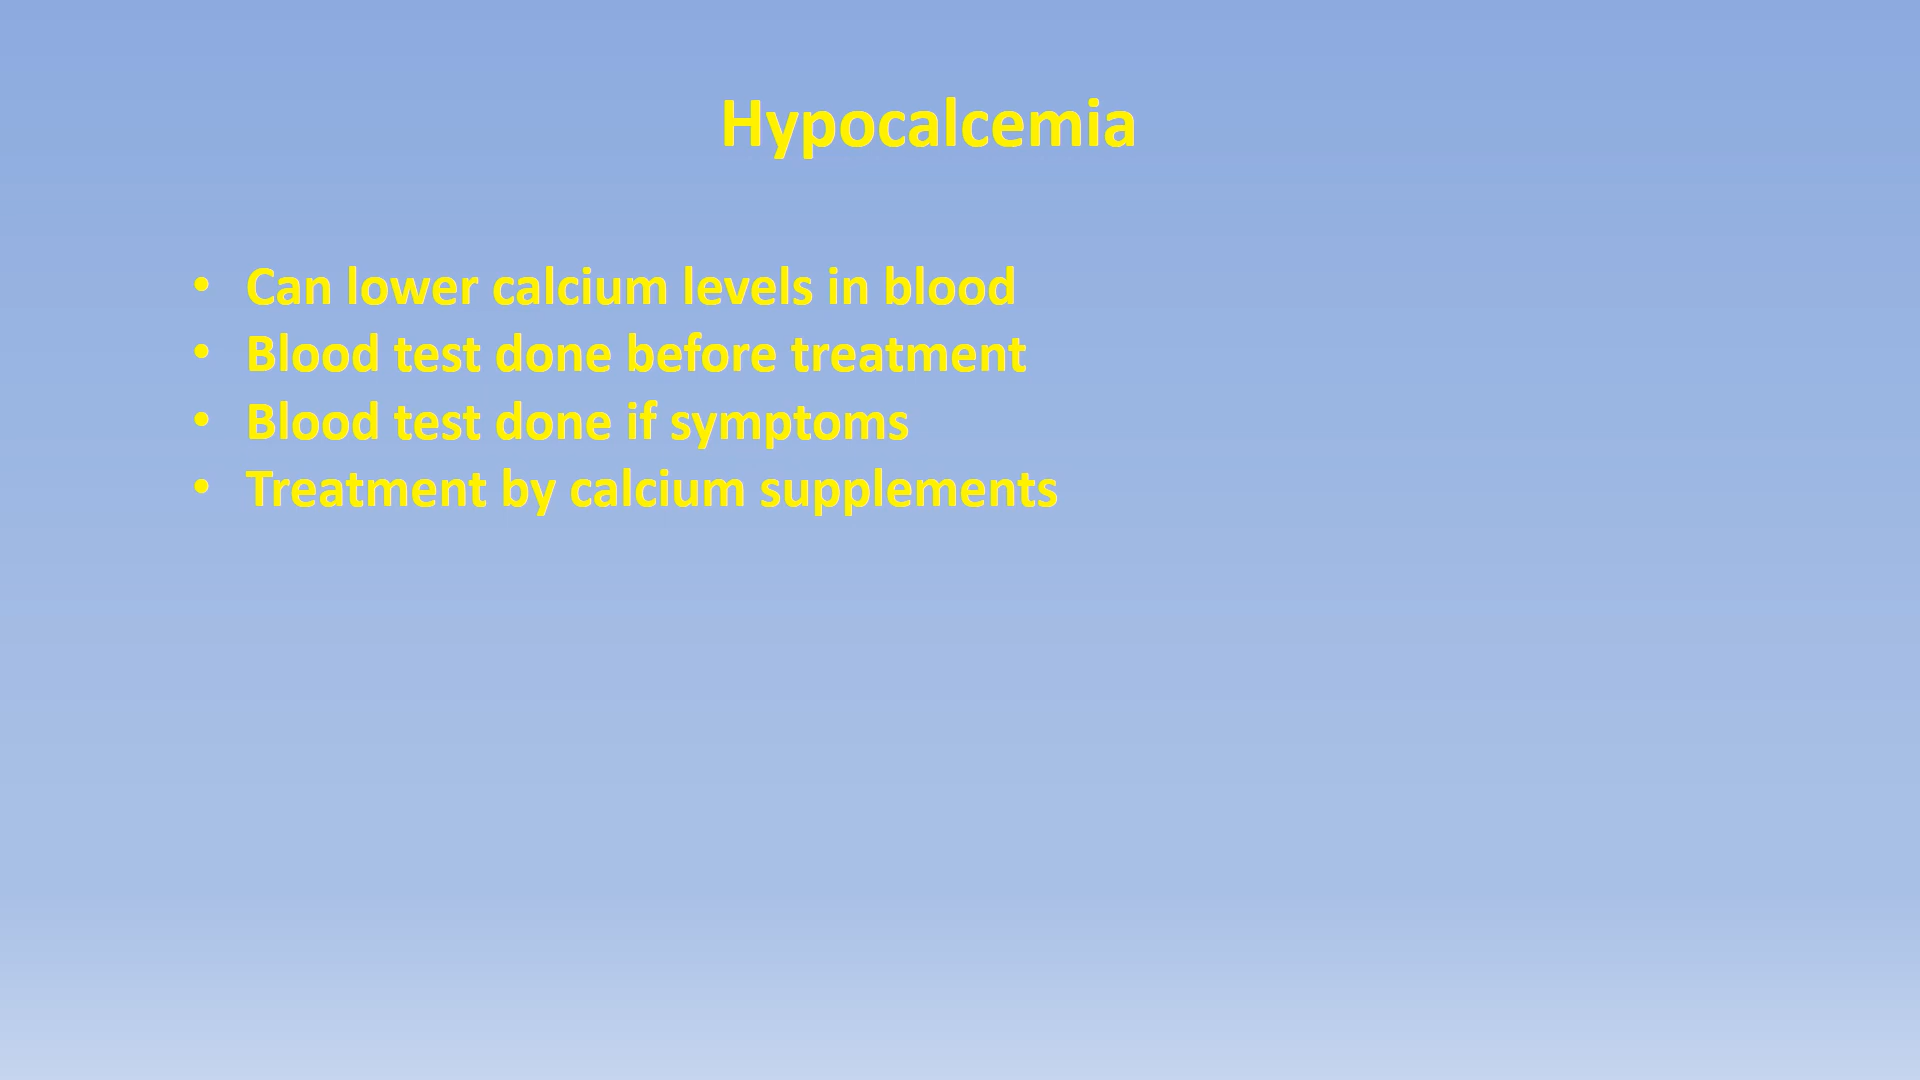 Hypocalcemia
• Can lower calcium levels in blood
• Blood test done before treatment
• Blood test done if symptoms
• Treatment by calcium supplements